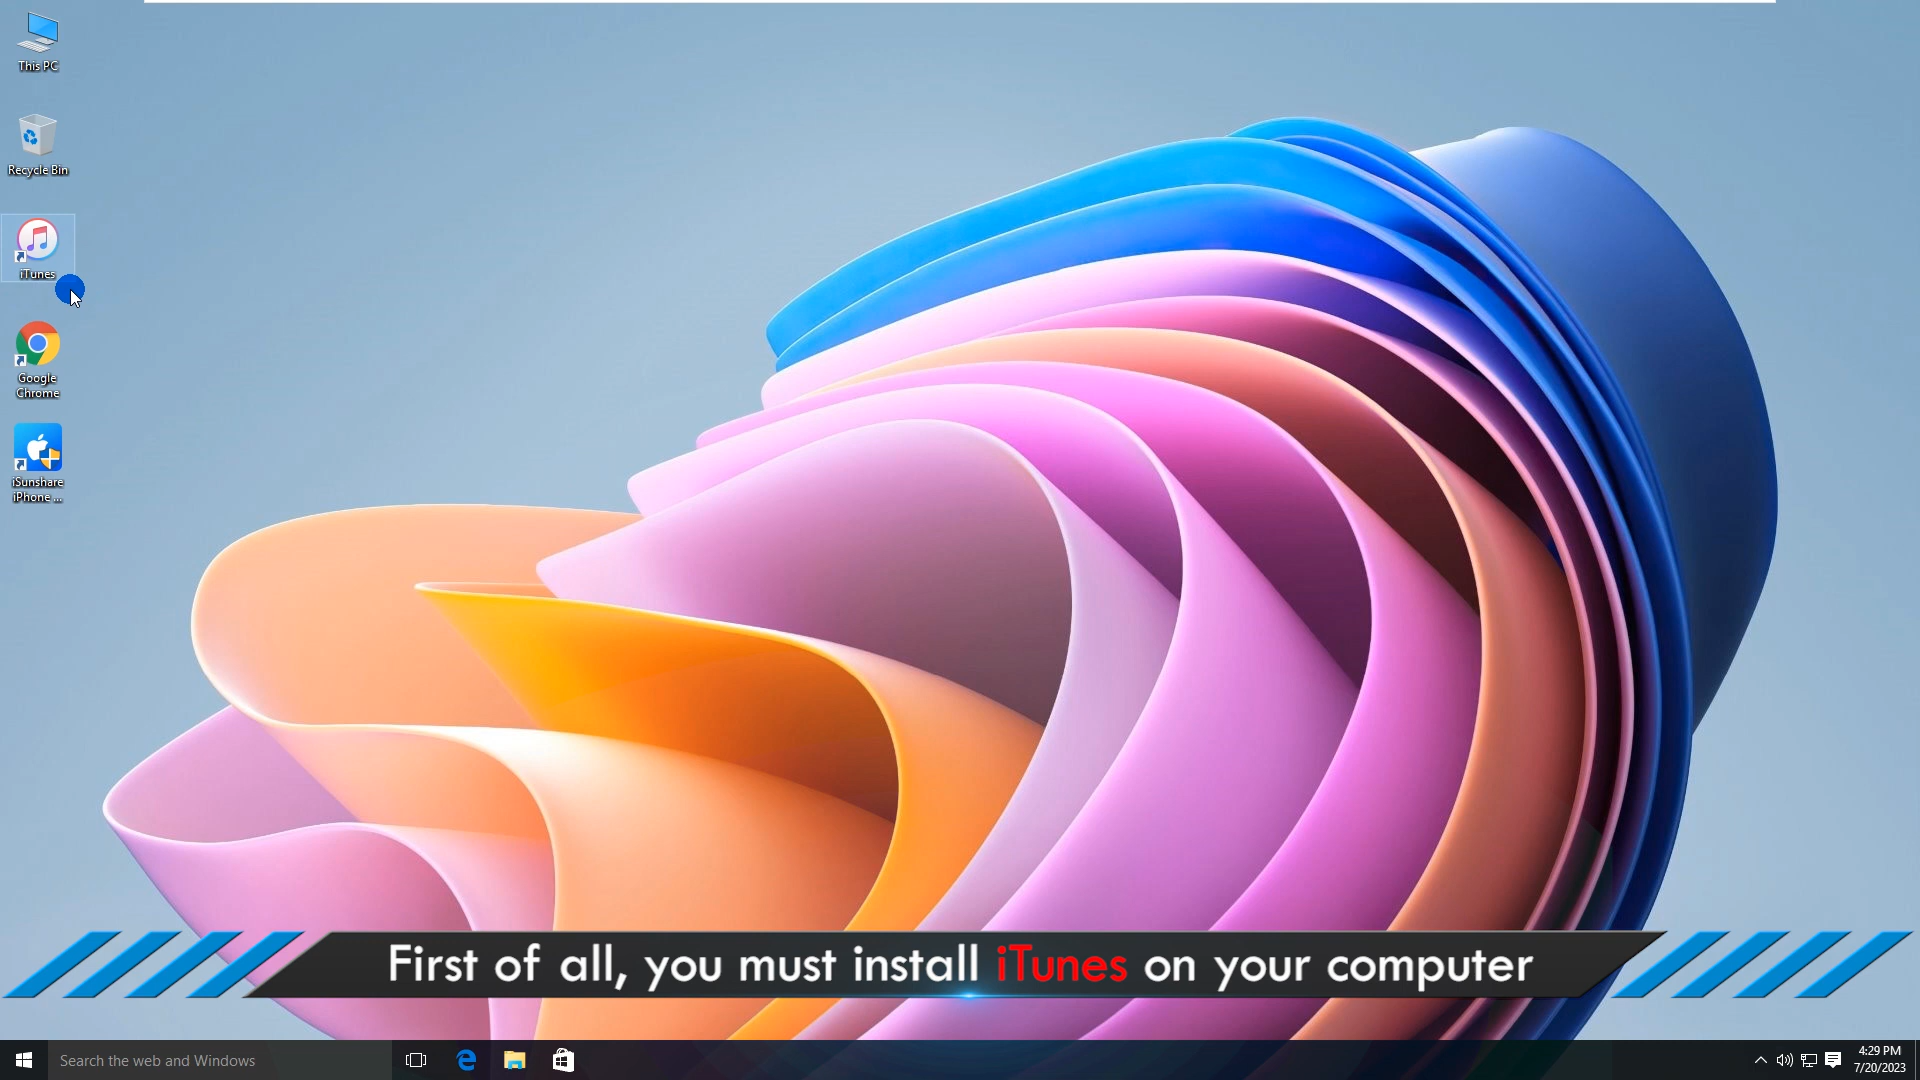 This PC
Recycle Bin
iTunes
Google
Chrome
iSunshare
iPhone ...
First of all, you must install iTunes on your computer
Search the web and Windows
4:29 PM
7/20/2023